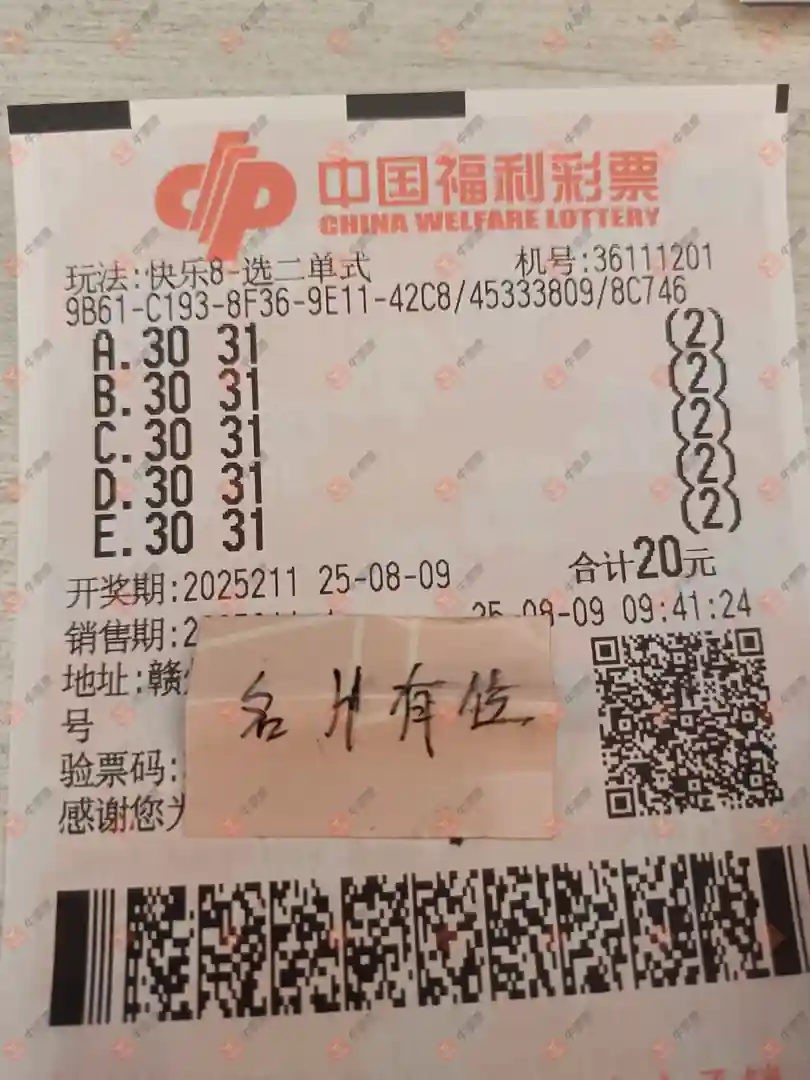 中国福利彩票
CHINA WELFARE LOTTERY
玩法:快乐8-选二单式 机号:36111201
9B61-C193-8F36-9E11-42C8/45333809/8C746
A.30 31 (2)
B.30 31 (2)
C.30 31 (2)
D.30 31 (2)
E.30 31 (2)
合计20元
开奖期:2025211 25-08-09
销售期:2 25-08-09 09:41:24
地址:赣
号
名片有位
验票码:
感谢您为